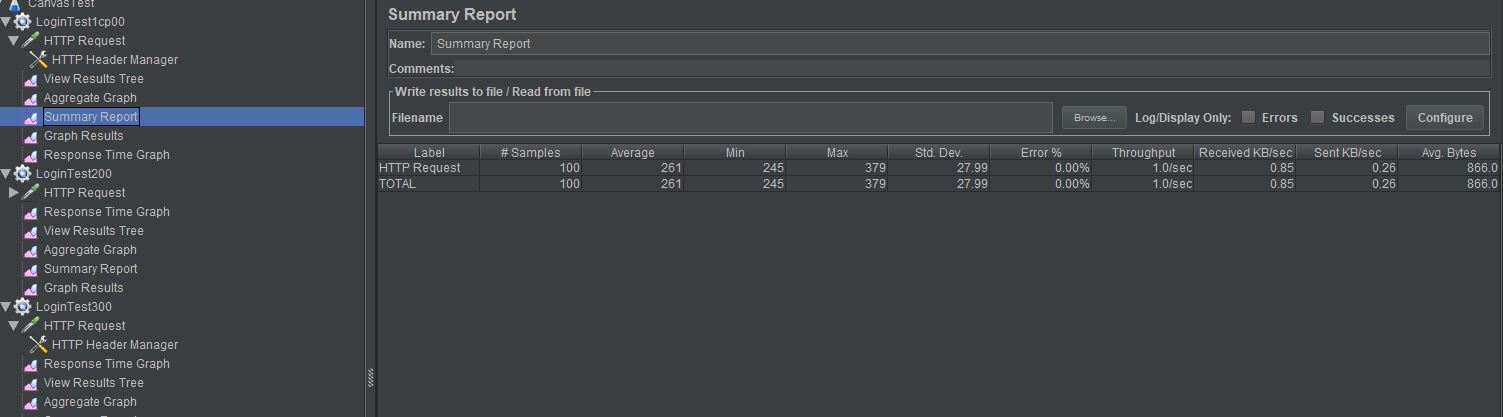 CanvasTest
LoginTest1cp00
HTTP Request
HTTP Header Manager
View Results Tree
Aggregate Graph
Summary Report
Graph Results
Response Time Graph
LoginTest200
HTTP Request
Response Time Graph
View Results Tree
Aggregate Graph
Summary Report
Graph Results
LoginTest300
HTTP Request
HTTP Header Manager
Response Time Graph
View Results Tree
Aggregate Graph
Summary Report
Name: Summary Report
Comments:
Write results to file / Read from file
Filename Browse... Log/Display Only: Errors Successes Configure
Label # Samples Average Min Max Std. Dev. Error % Throughput Received KB/sec Sent KB/sec Avg. Bytes
HTTP Request 100 261 245 379 27.99 0.00% 1.0/sec 0.85 0.26 866.0
TOTAL 100 261 245 379 27.99 0.00% 1.0/sec 0.85 0.26 866.0